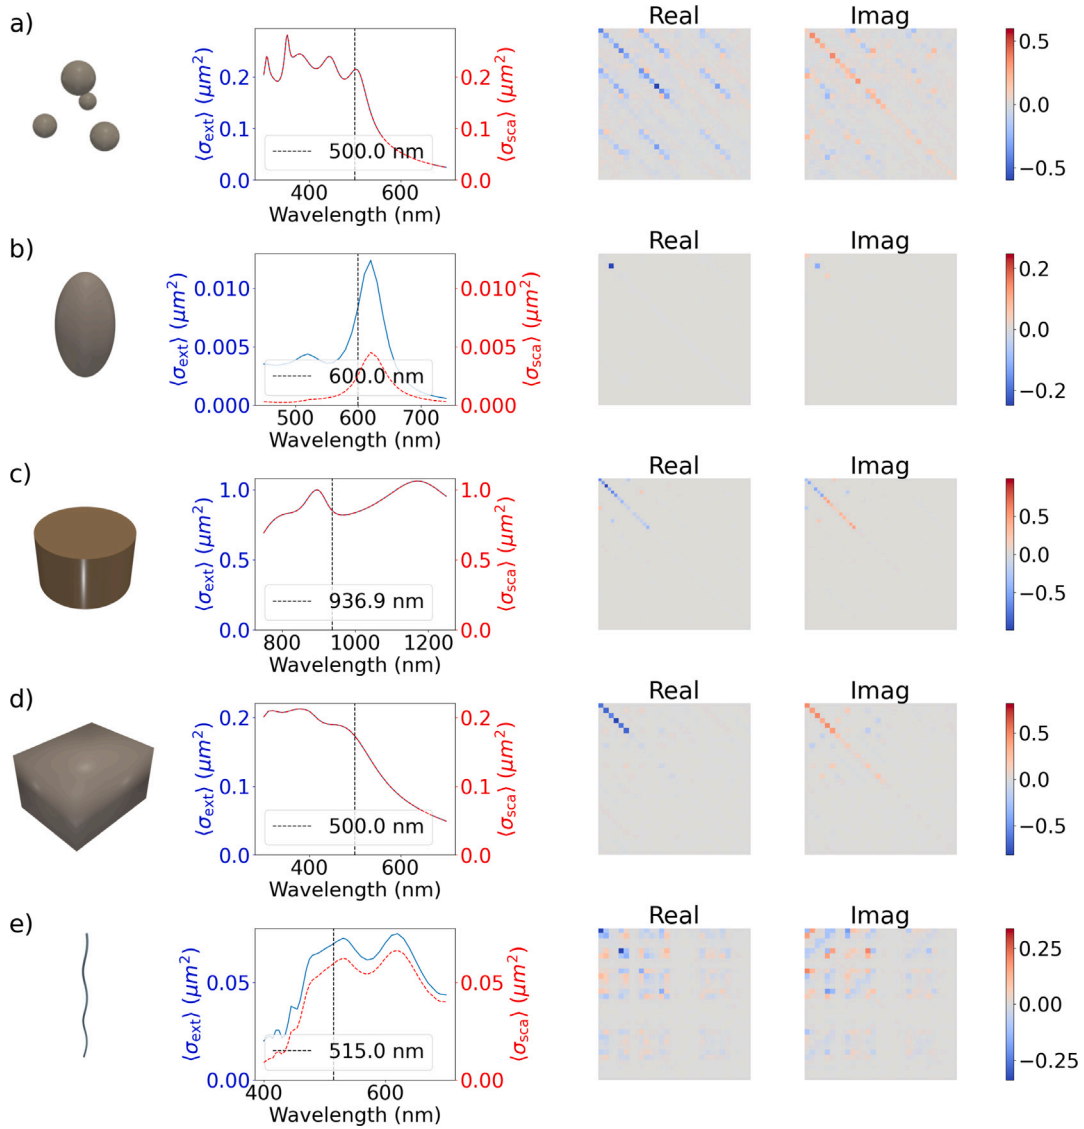 a)
⟨σext⟩ (μm²)
0.2
0.1
0.0
400
600
Wavelength (nm)
500.0 nm
0.2
0.1
0.0
⟨σsca⟩ (μm²)
Real
Imag
0.5
0.0
−0.5
b)
⟨σext⟩ (μm²)
0.010
0.005
0.000
500
600
700
Wavelength (nm)
600.0 nm
0.010
0.005
0.000
⟨σsca⟩ (μm²)
Real
Imag
0.2
0.0
−0.2
c)
⟨σext⟩ (μm²)
1.0
0.5
0.0
800
1000
1200
Wavelength (nm)
936.9 nm
1.0
0.5
0.0
⟨σsca⟩ (μm²)
Real
Imag
0.5
0.0
−0.5
d)
⟨σext⟩ (μm²)
0.2
0.1
0.0
400
600
Wavelength (nm)
500.0 nm
0.2
0.1
0.0
⟨σsca⟩ (μm²)
Real
Imag
0.5
0.0
−0.5
e)
⟨σext⟩ (μm²)
0.05
0.00
400
600
Wavelength (nm)
515.0 nm
0.05
0.00
⟨σsca⟩ (μm²)
Real
Imag
0.25
0.00
−0.25